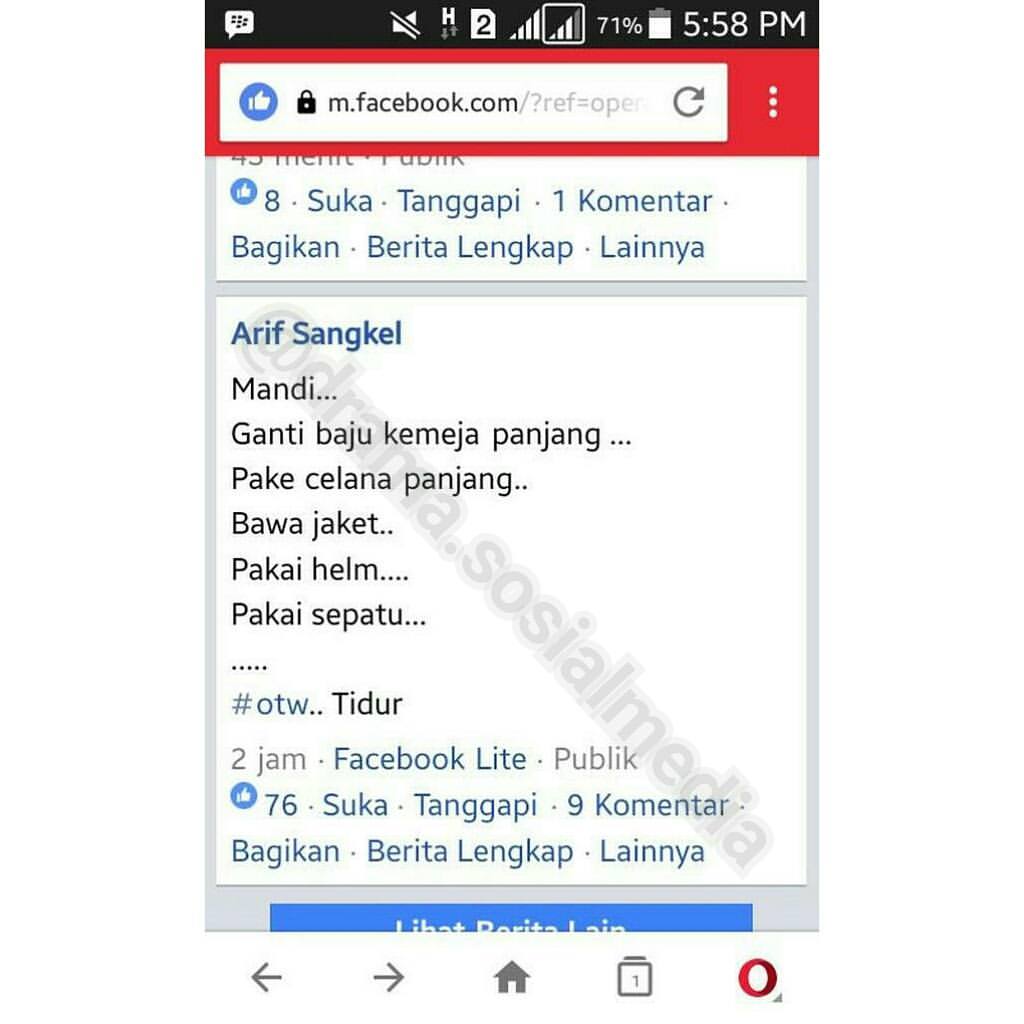 71% 5:58 PM
H
2
m.facebook.com/?ref=oper
43 menit · Publik
8 · Suka · Tanggapi · 1 Komentar ·
Bagikan · Berita Lengkap · Lainnya
Arif Sangkel
Mandi...
Ganti baju kemeja panjang ...
Pake celana panjang..
Bawa jaket..
Pakai helm....
Pakai sepatu...
.....
#otw.. Tidur
2 jam · Facebook Lite · Publik
76 · Suka · Tanggapi · 9 Komentar ·
Bagikan · Berita Lengkap · Lainnya
Lihat Berita Lain
1
@drama.sosialmedia